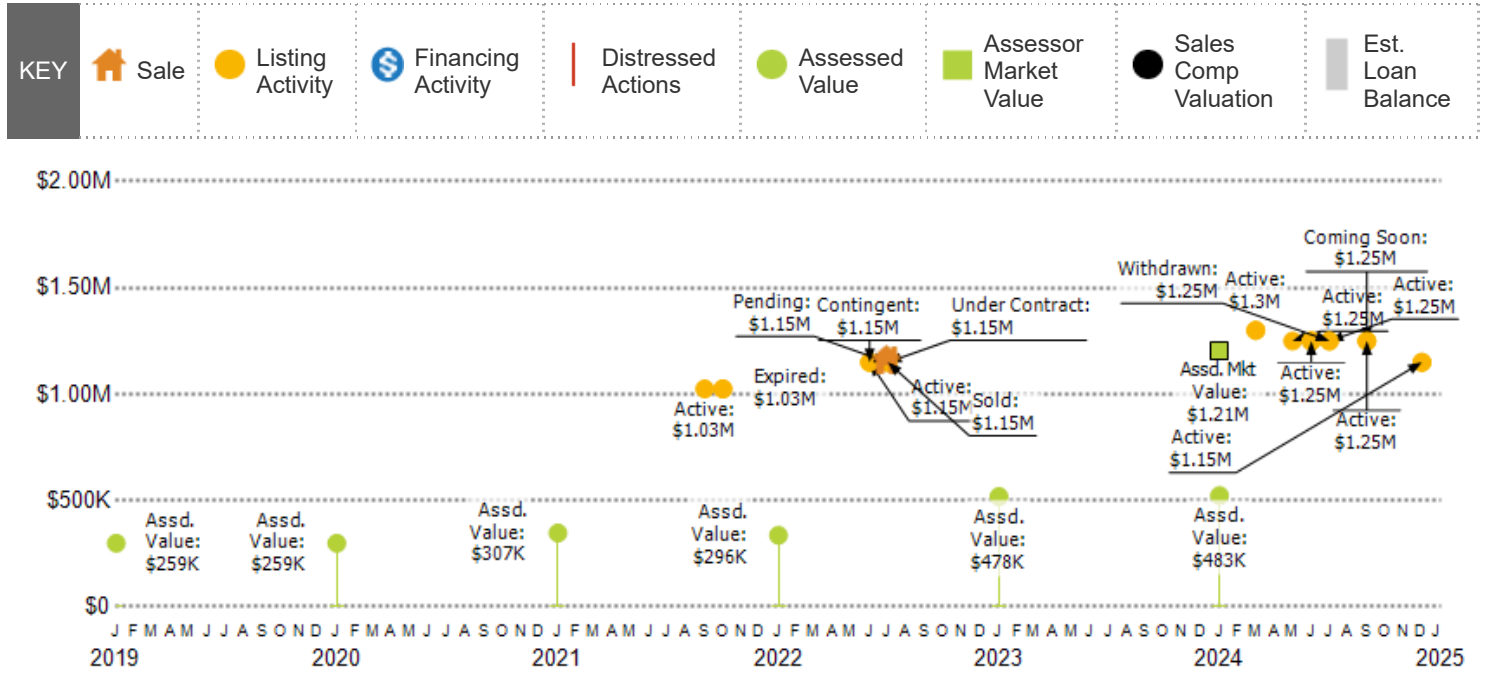 KEY
Sale
Listing
Activity
Financing
Activity
Distressed
Actions
Assessed
Value
Assessor
Market
Value
Sales
Comp
Valuation
Est.
Loan
Balance
$2.00M
Coming Soon:
$1.25M
Withdrawn:
$1.25M
Active:
$1.3M
Active:
$1.25M
Active:
$1.25M
$1.50M
Pending:
$1.15M
Contingent:
$1.15M
Under Contract:
$1.15M
Expired:
$1.03M
Active:
$1.15M
Sold:
$1.15M
Assd. Mkt
Value:
$1.21M
Active:
$1.25M
$1.00M
Active:
$1.03M
Active:
$1.25M
Active:
$1.15M
$500K
Assd.
Value:
$259K
Assd.
Value:
$259K
Assd.
Value:
$307K
Assd.
Value:
$296K
Assd.
Value:
$478K
Assd.
Value:
$483K
$0
J F M A M J J A S O N D J F M A M J J A S O N D J F M A M J J A S O N D J F M A M J J A S O N D J F M A M J J A S O N D J F M A M J J A S O N D J
2019 2020 2021 2022 2023 2024 2025